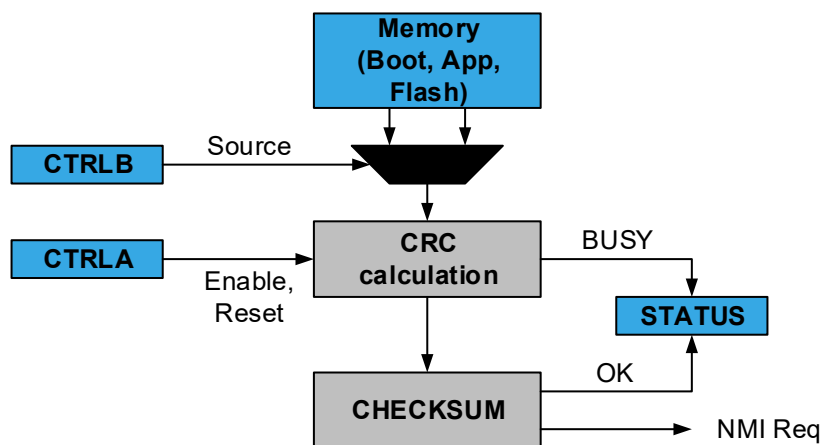 Memory
(Boot, App,
Flash)
CTRLB
Source
CTRLA
Enable,
Reset
CRC
calculation
BUSY
STATUS
OK
CHECKSUM
NMI Req